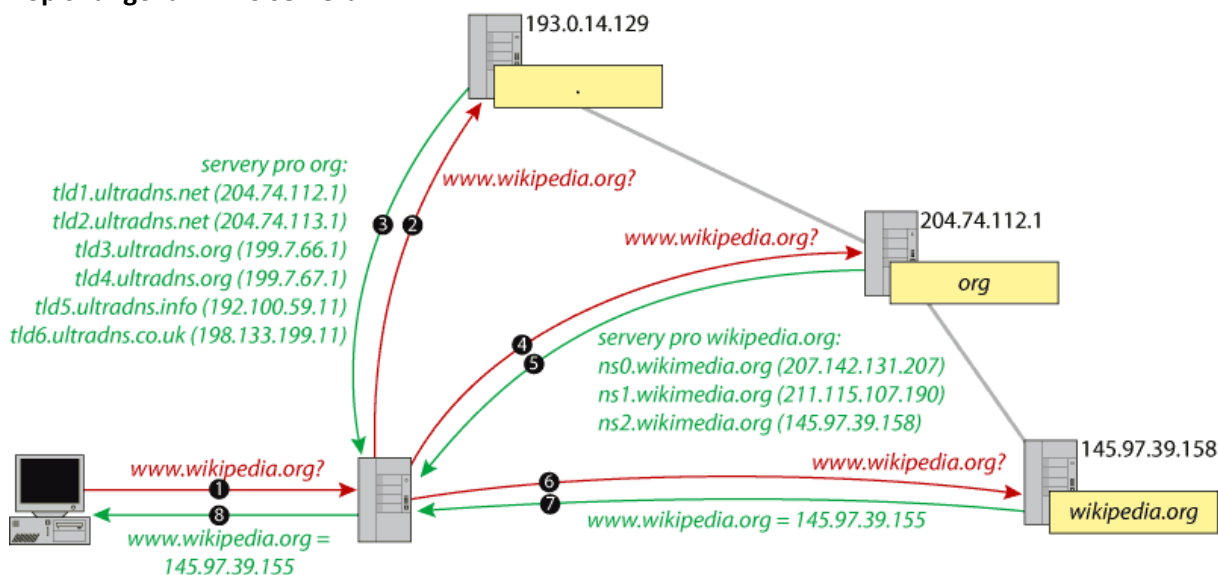 193.0.14.129
.
servery pro org:
tld1.ultradns.net (204.74.112.1)
tld2.ultradns.net (204.74.113.1)
tld3.ultradns.org (199.7.66.1)
tld4.ultradns.org (199.7.67.1)
tld5.ultradns.info (192.100.59.11)
tld6.ultradns.co.uk (198.133.199.11)
3
2
www.wikipedia.org?
204.74.112.1
www.wikipedia.org?
org
4
5
servery pro wikipedia.org:
ns0.wikimedia.org (207.142.131.207)
ns1.wikimedia.org (211.115.107.190)
ns2.wikimedia.org (145.97.39.158)
145.97.39.158
wikipedia.org
www.wikipedia.org?
1
8
www.wikipedia.org =
145.97.39.155
www.wikipedia.org?
6
7
www.wikipedia.org = 145.97.39.155